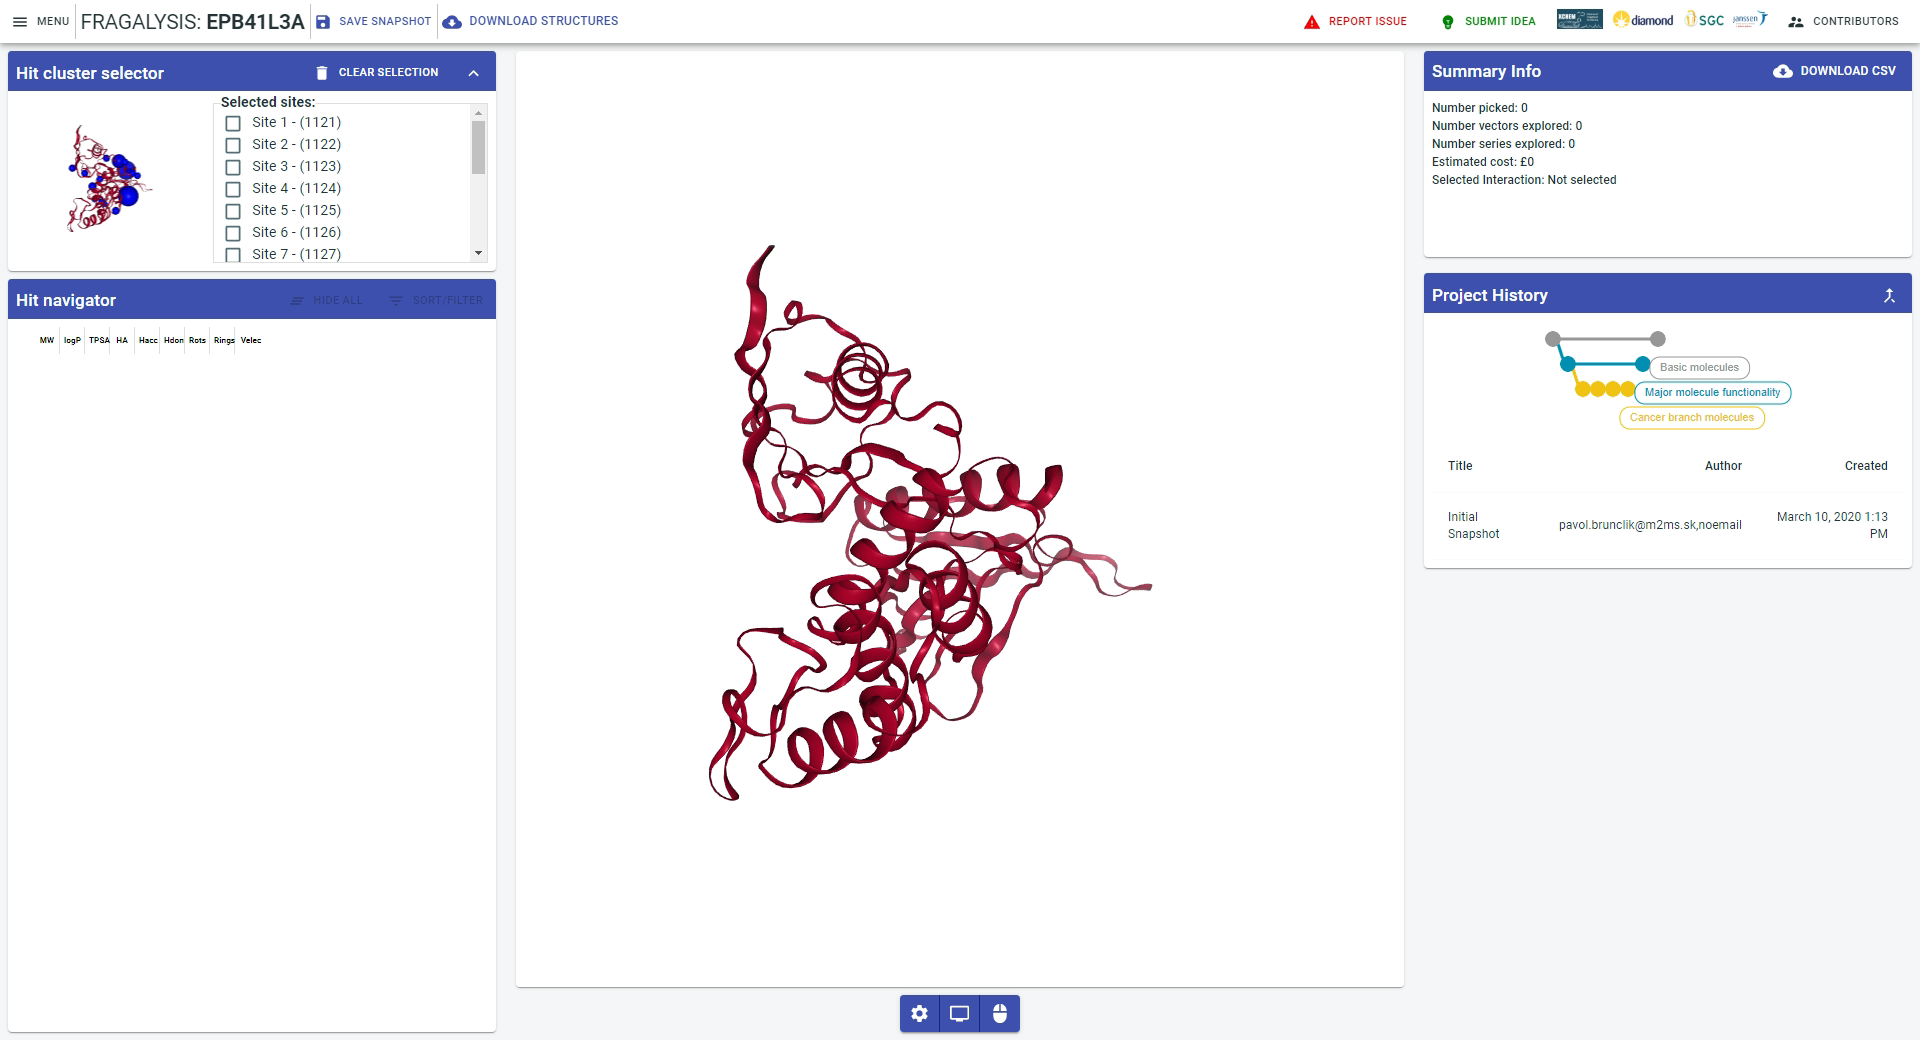 MENU
FRAGALYSIS: EPB41L3A
SAVE SNAPSHOT
DOWNLOAD STRUCTURES
REPORT ISSUE
SUBMIT IDEA
XCHEM
diamond
SGC
janssen
CONTRIBUTORS
Hit cluster selector
CLEAR SELECTION
Selected sites:
Site 1 - (1121)
Site 2 - (1122)
Site 3 - (1123)
Site 4 - (1124)
Site 5 - (1125)
Site 6 - (1126)
Site 7 - (1127)
Hit navigator
HIDE ALL
SORT/FILTER
MW logP TPSA HA Hacc Hdon Rots Rings Velec
Summary Info
DOWNLOAD CSV
Number picked: 0
Number vectors explored: 0
Number series explored: 0
Estimated cost: £0
Selected Interaction: Not selected
Project History
Basic molecules
Major molecule functionality
Cancer branch molecules
Title Author Created
Initial
Snapshot
pavol.brunclik@m2ms.sk,noemail
March 10, 2020 1:13
PM